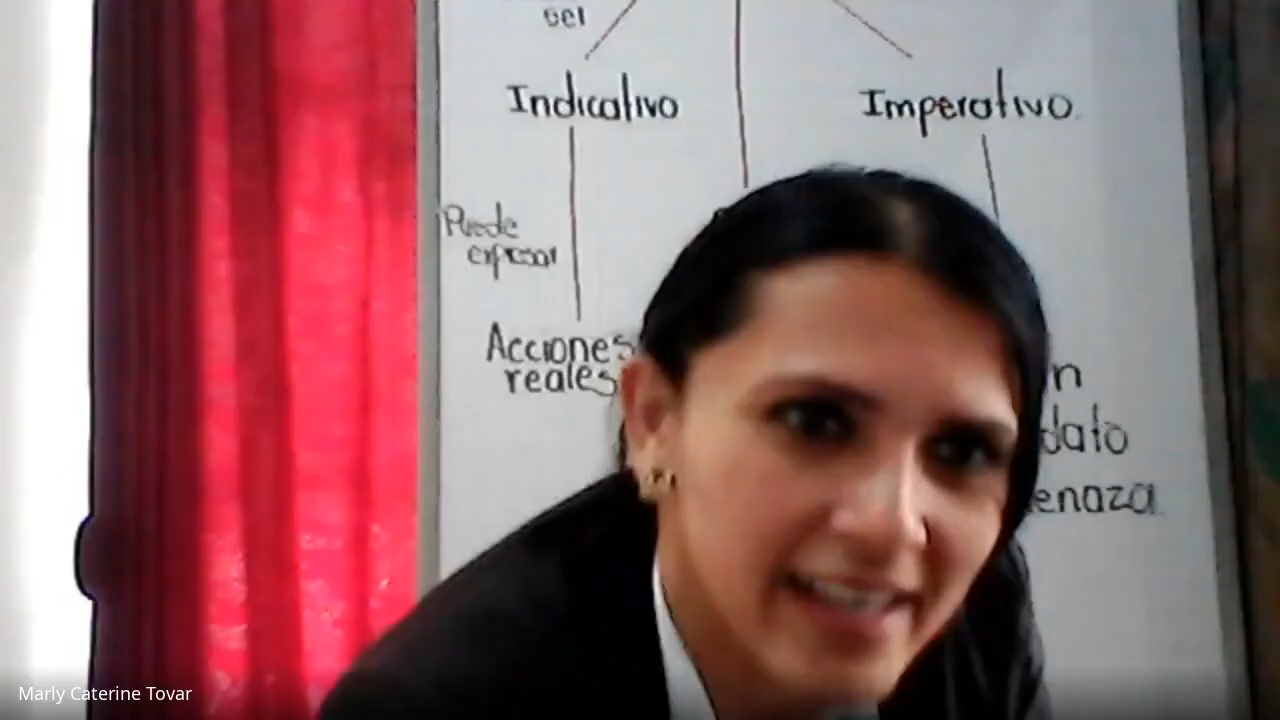 ser
Indicativo
Imperativo.
Puede
expresar
Acciones
reales
n
dato
enaza.
Marly Caterine Tovar